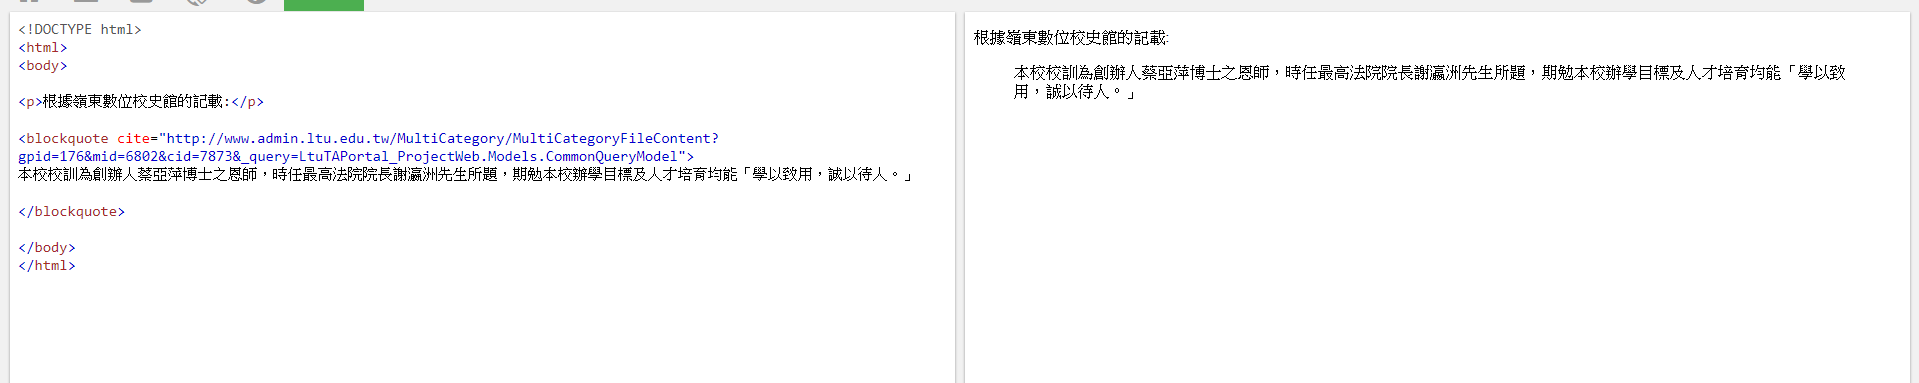 <!DOCTYPE html>
<html>
<body>
<p>根據嶺東數位校史館的記載:</p>
<blockquote cite="http://www.admin.ltu.edu.tw/MultiCategory/MultiCategoryFileContent?
gpid=176&mid=6802&cid=7873&_query=LtuTAPortal_ProjectWeb.Models.CommonQueryModel">
本校校訓為創辦人蔡亞萍博士之恩師，時任最高法院院長謝瀛洲先生所題，期勉本校辦學目標及人才培育均能「學以致用，誠以待人。」
</blockquote>
</body>
</html>
根據嶺東數位校史館的記載:
本校校訓為創辦人蔡亞萍博士之恩師，時任最高法院院長謝瀛洲先生所題，期勉本校辦學目標及人才培育均能「學以致
用，誠以待人。」